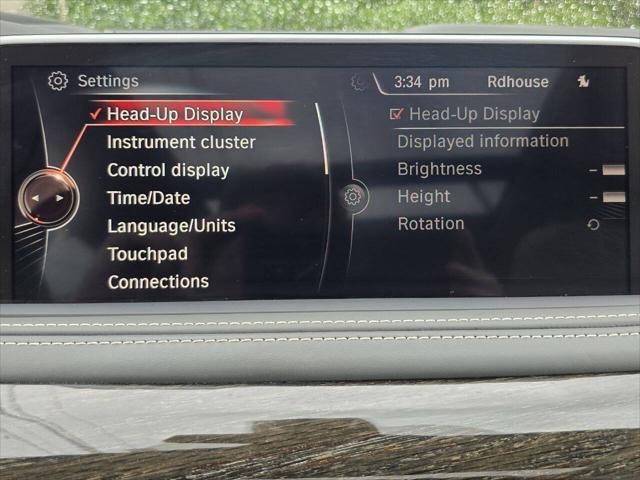 Settings
Head-Up Display
Instrument cluster
Control display
Time/Date
Language/Units
Touchpad
Connections
3:34 pm Rdhouse
Head-Up Display
Displayed information
Brightness
Height
Rotation